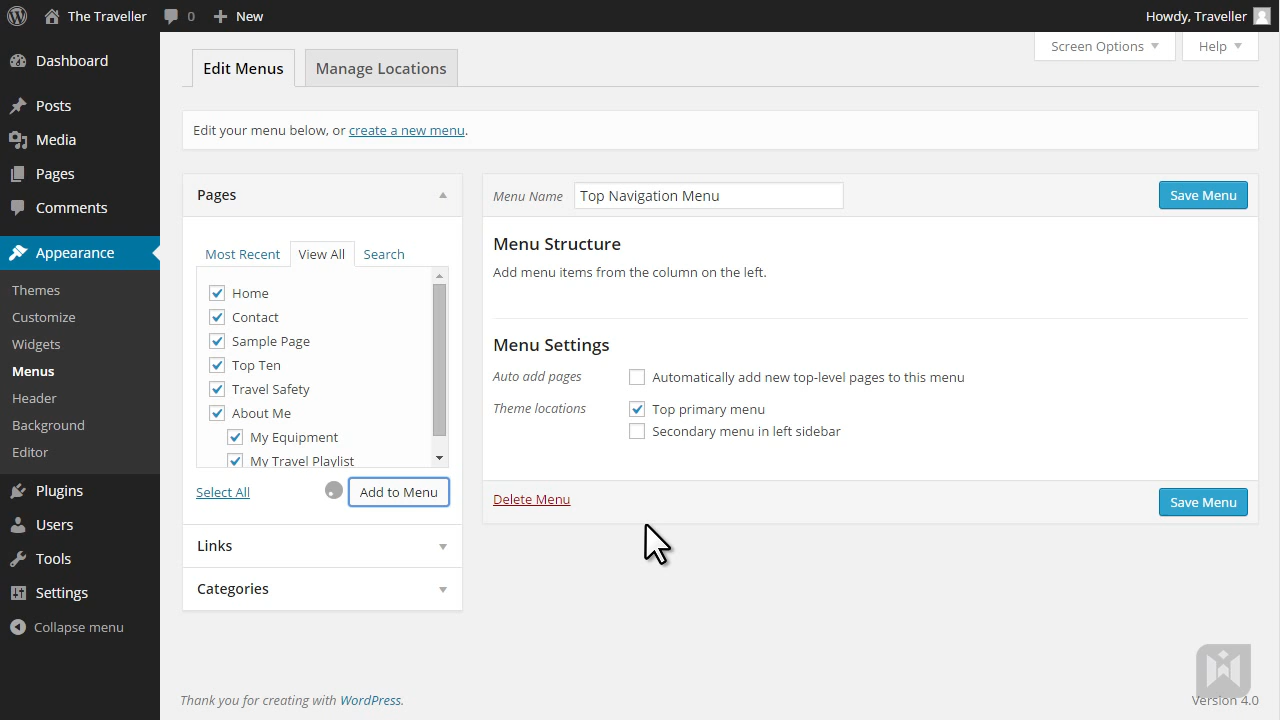 The Traveller 0 New Howdy, Traveller
Dashboard
Posts
Media
Pages
Comments
Appearance
Themes
Customize
Widgets
Menus
Header
Background
Editor
Plugins
Users
Tools
Settings
Collapse menu
Screen Options Help
Edit Menus Manage Locations
Edit your menu below, or create a new menu.
Pages
Most Recent View All Search
Home
Contact
Sample Page
Top Ten
Travel Safety
About Me
My Equipment
My Travel Playlist
Select All Add to Menu
Links
Categories
Menu Name Top Navigation Menu Save Menu
Menu Structure
Add menu items from the column on the left.
Menu Settings
Auto add pages Automatically add new top-level pages to this menu
Theme locations Top primary menu
Secondary menu in left sidebar
Delete Menu Save Menu
Thank you for creating with WordPress. Version 4.0